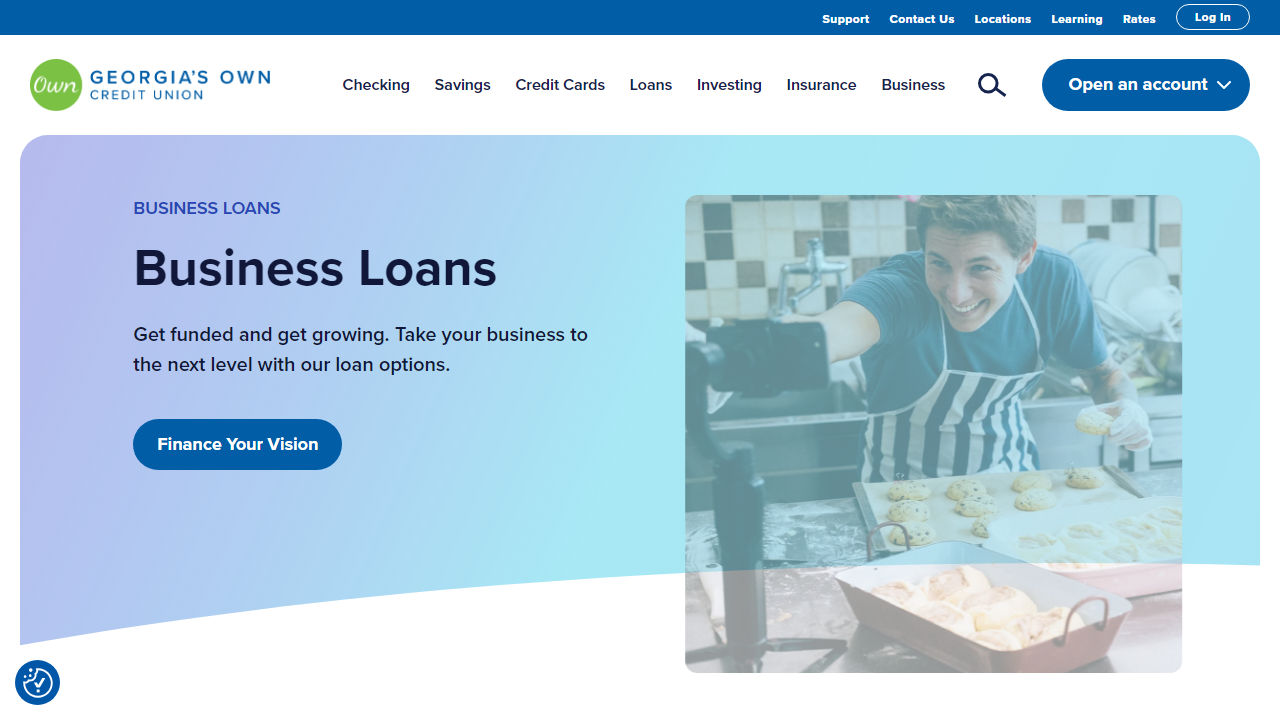 Support Contact Us Locations Learning Rates Log In
Own GEORGIA'S OWN
CREDIT UNION
Checking Savings Credit Cards Loans Investing Insurance Business Open an account
BUSINESS LOANS
Business Loans
Get funded and get growing. Take your business to
the next level with our loan options.
Finance Your Vision